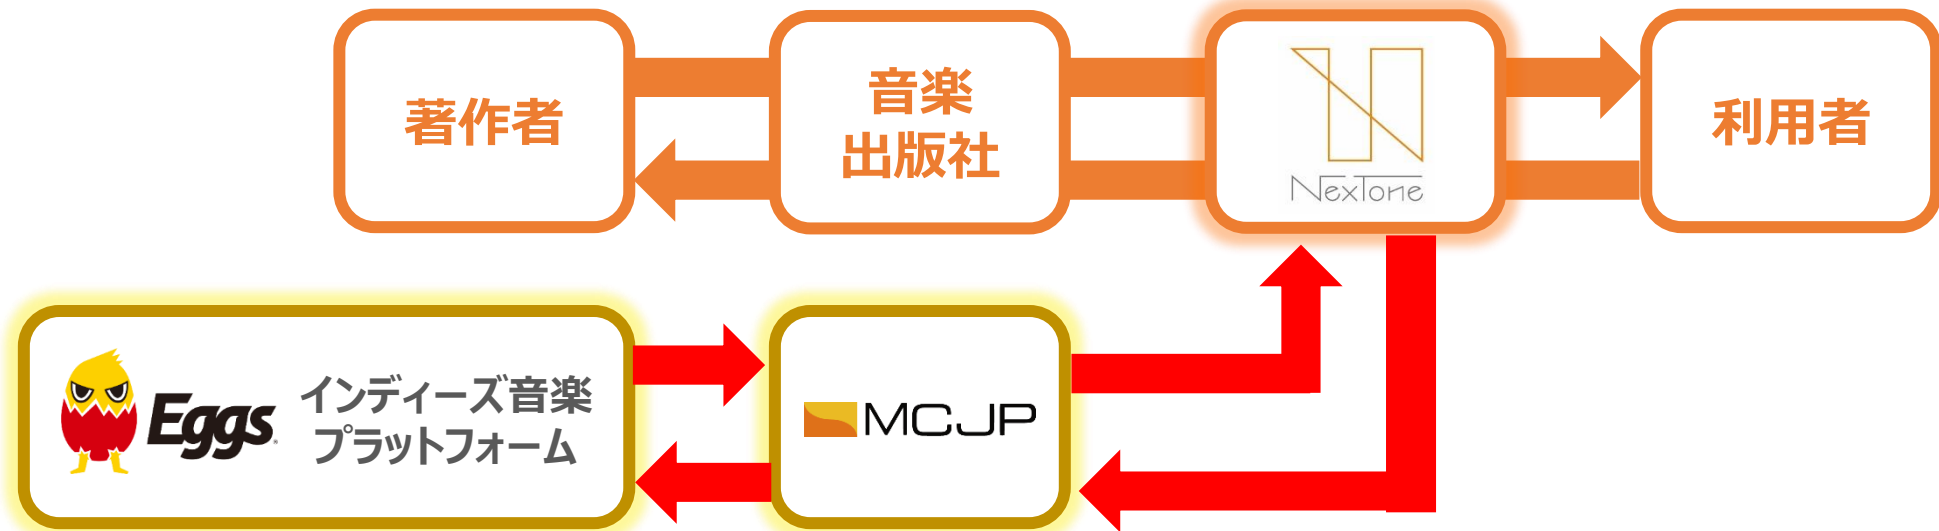 著作者
音楽
出版社
NexTone
利用者
Eggs
インディーズ音楽
プラットフォーム
MCJP